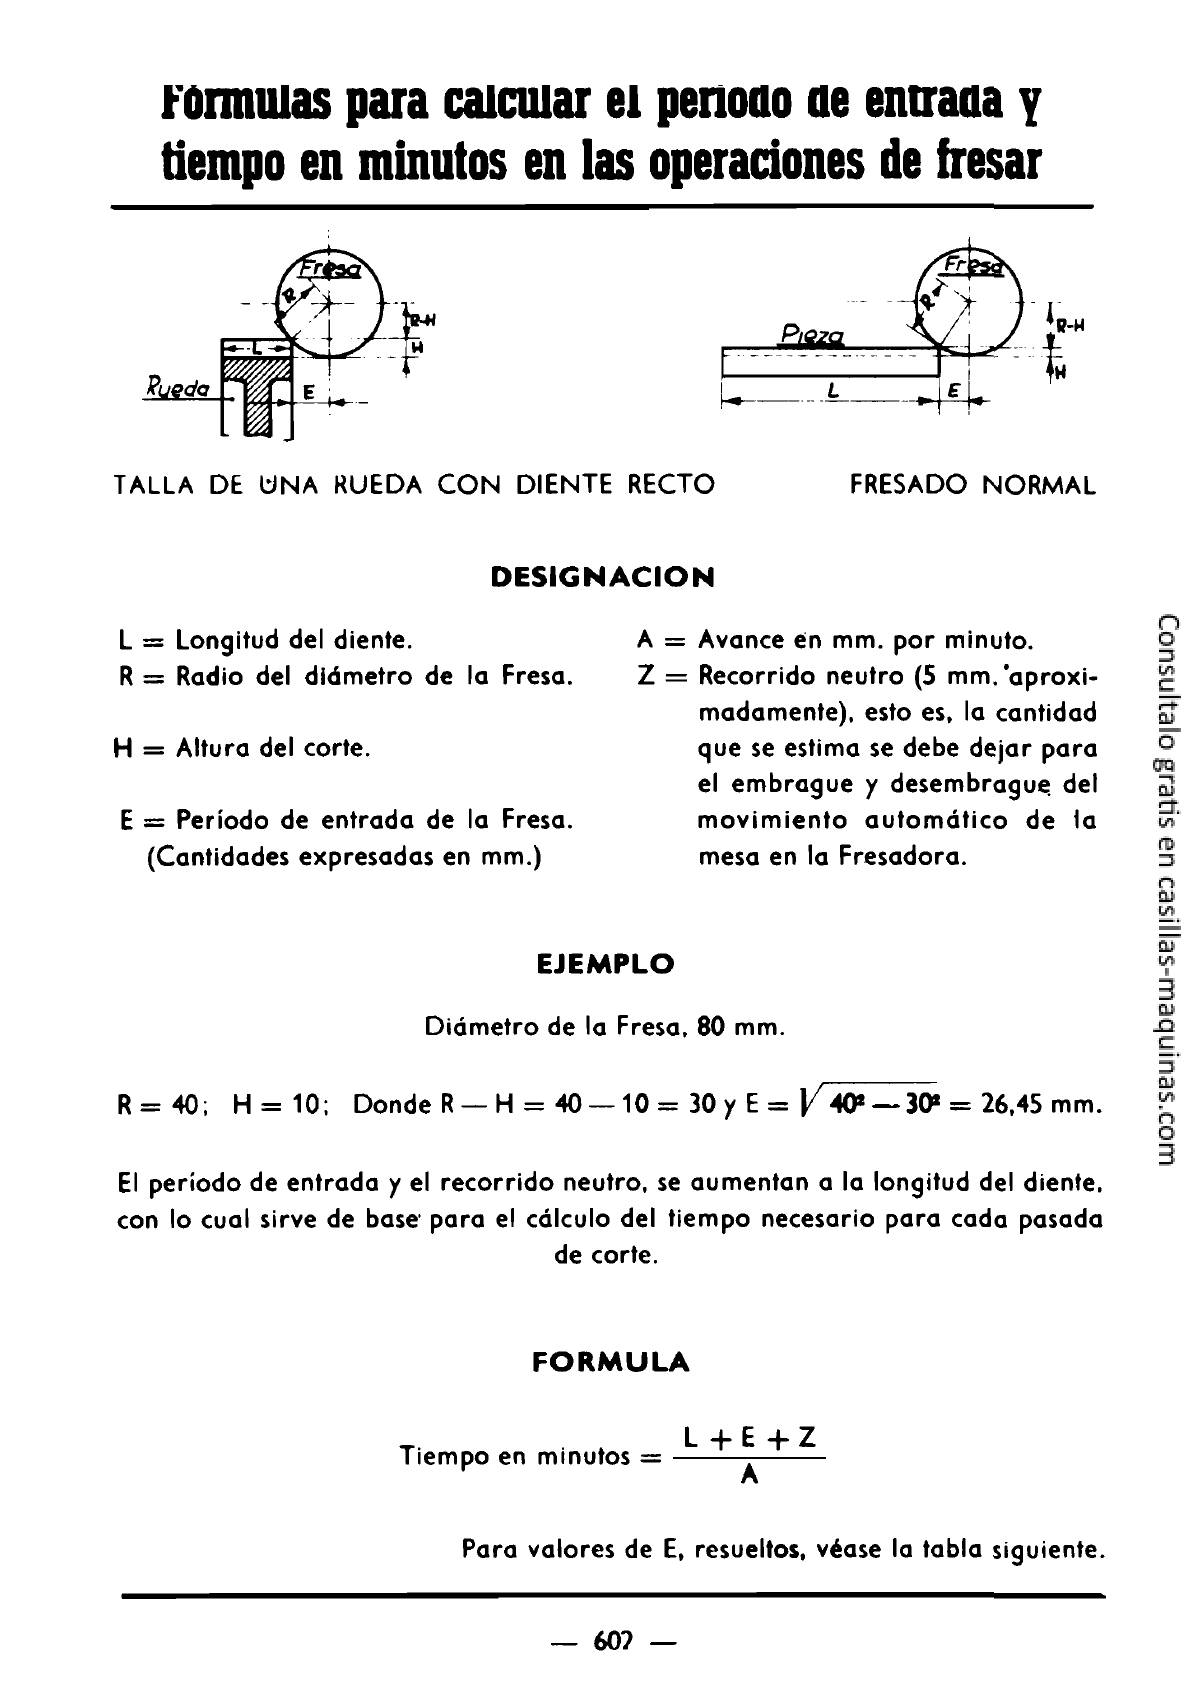 Fórmulas para calcular el período de entrada y
tiempo en minutos en las operaciones de fresar
Fresa
R
R-H
H
L
E
Rueda
Fresa
R
R-H
H
Pieza
L
E
TALLA DE UNA RUEDA CON DIENTE RECTO
FRESADO NORMAL
DESIGNACION
L = Longitud del diente.
R = Radio del diámetro de la Fresa.
H = Altura del corte.
E = Período de entrada de la Fresa.
(Cantidades expresadas en mm.)
A = Avance en mm. por minuto.
Z = Recorrido neutro (5 mm. aproxi-
madamente), esto es, la cantidad
que se estima se debe dejar para
el embrague y desembrague del
movimiento automático de la
mesa en la Fresadora.
EJEMPLO
Diámetro de la Fresa, 80 mm.
R = 40; H = 10; Donde R — H = 40 — 10 = 30 y E = √40² — 30² = 26,45 mm.
El período de entrada y el recorrido neutro, se aumentan a la longitud del diente,
con lo cual sirve de base para el cálculo del tiempo necesario para cada pasada
de corte.
FORMULA
Tiempo en minutos = L + E + Z
A
Para valores de E, resueltos, véase la tabla siguiente.
— 607 —
Consultalo gratis en casillas-maquinas.com